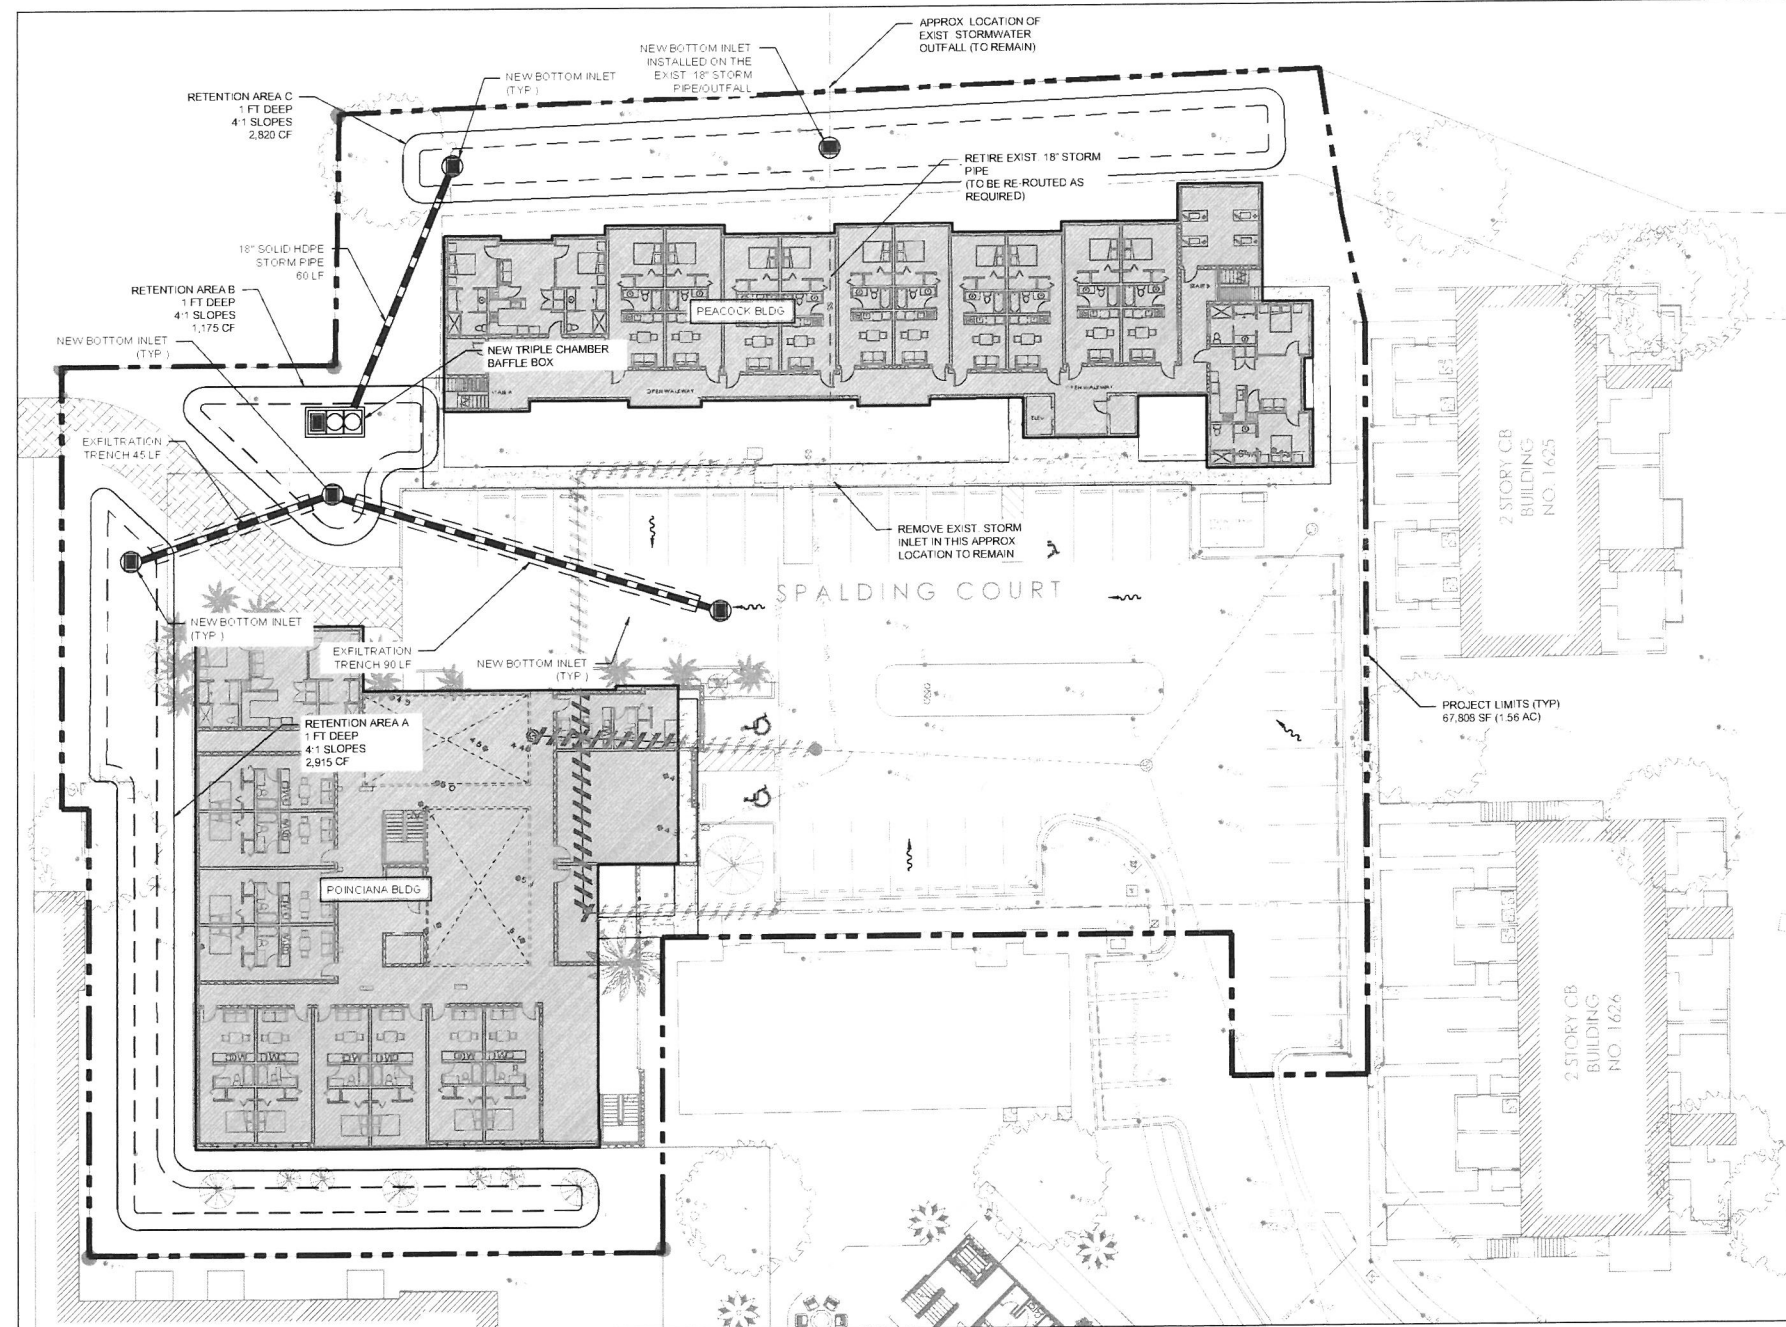 APPROX LOCATION OF
EXIST STORMWATER
OUTFALL (TO REMAIN)
NEW BOTTOM INLET
INSTALLED ON THE
EXIST. 18" STORM
PIPE/OUTFALL
NEW BOTTOM INLET
(TYP.)
RETENTION AREA C
1 FT DEEP
4:1 SLOPES
2,820 CF
RETIRE EXIST. 18" STORM
PIPE
(TO BE RE-ROUTED AS
REQUIRED)
18" SOLID HDPE
STORM PIPE
60 LF
RETENTION AREA B
1 FT DEEP
4:1 SLOPES
1,175 CF
NEW BOTTOM INLET
(TYP.)
PEACOCK BLDG
NEW TRIPLE CHAMBER
BAFFLE BOX
OPEN WALKWAY
OPEN WALKWAY
ELEV
EXFILTRATION
TRENCH 45 LF
2 STORY CB
BUILDING
NO. 1625
REMOVE EXIST. STORM
INLET IN THIS APPROX
LOCATION TO REMAIN
SPALDING COURT
NEW BOTTOM INLET
(TYP.)
EXFILTRATION
TRENCH 90 LF
NEW BOTTOM INLET
(TYP.)
PROJECT LIMITS (TYP)
67,808 SF (1.56 AC)
RETENTION AREA A
1 FT DEEP
4:1 SLOPES
2,915 CF
POINCIANA BLDG
2 STORY CB
BUILDING
NO. 1626